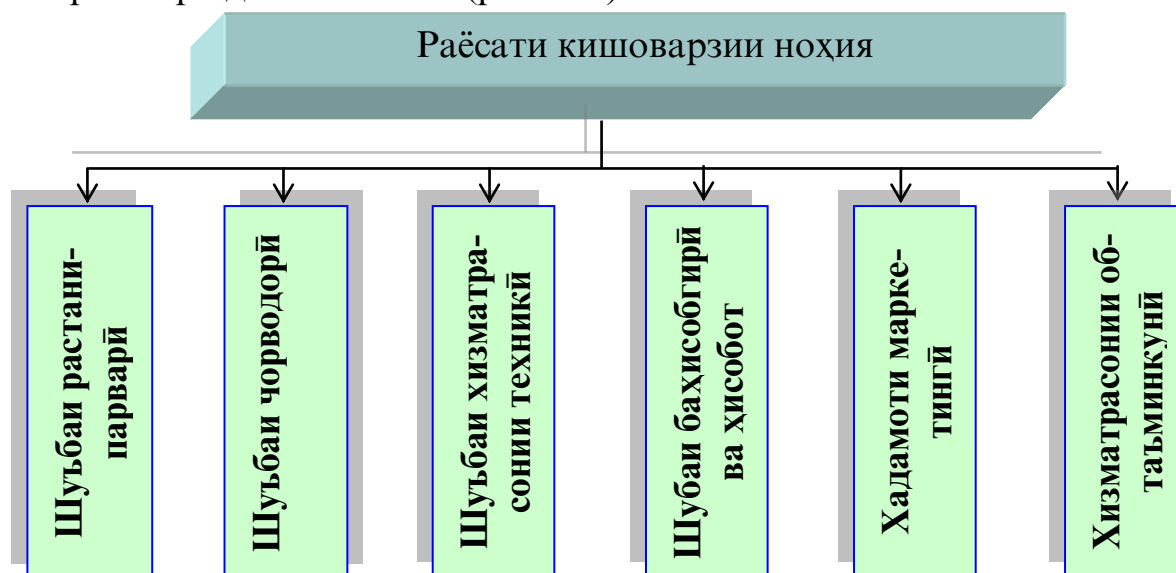 Раёсати кишоварзии ноҳия
Шуъбаи растани-
парварӣ
Шуъбаи чорводорӣ
Шуъбаи хизматра-
сонии техникӣ
Шубаи баҳисобгирӣ
ва ҳисобот
Хадамоти марке-
тингӣ
Хизматрасонии об-
таъминкунӣ